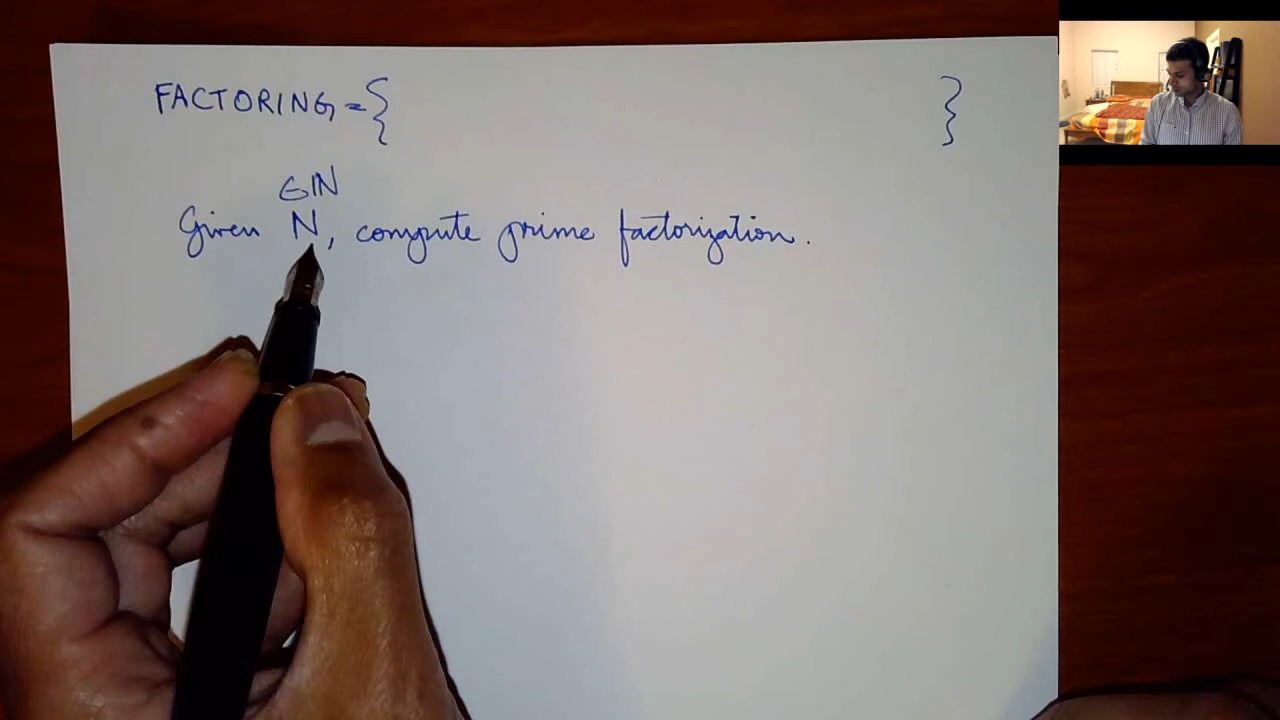 FACTORING = { }
∈ ℕ
Given N, compute prime factorization.